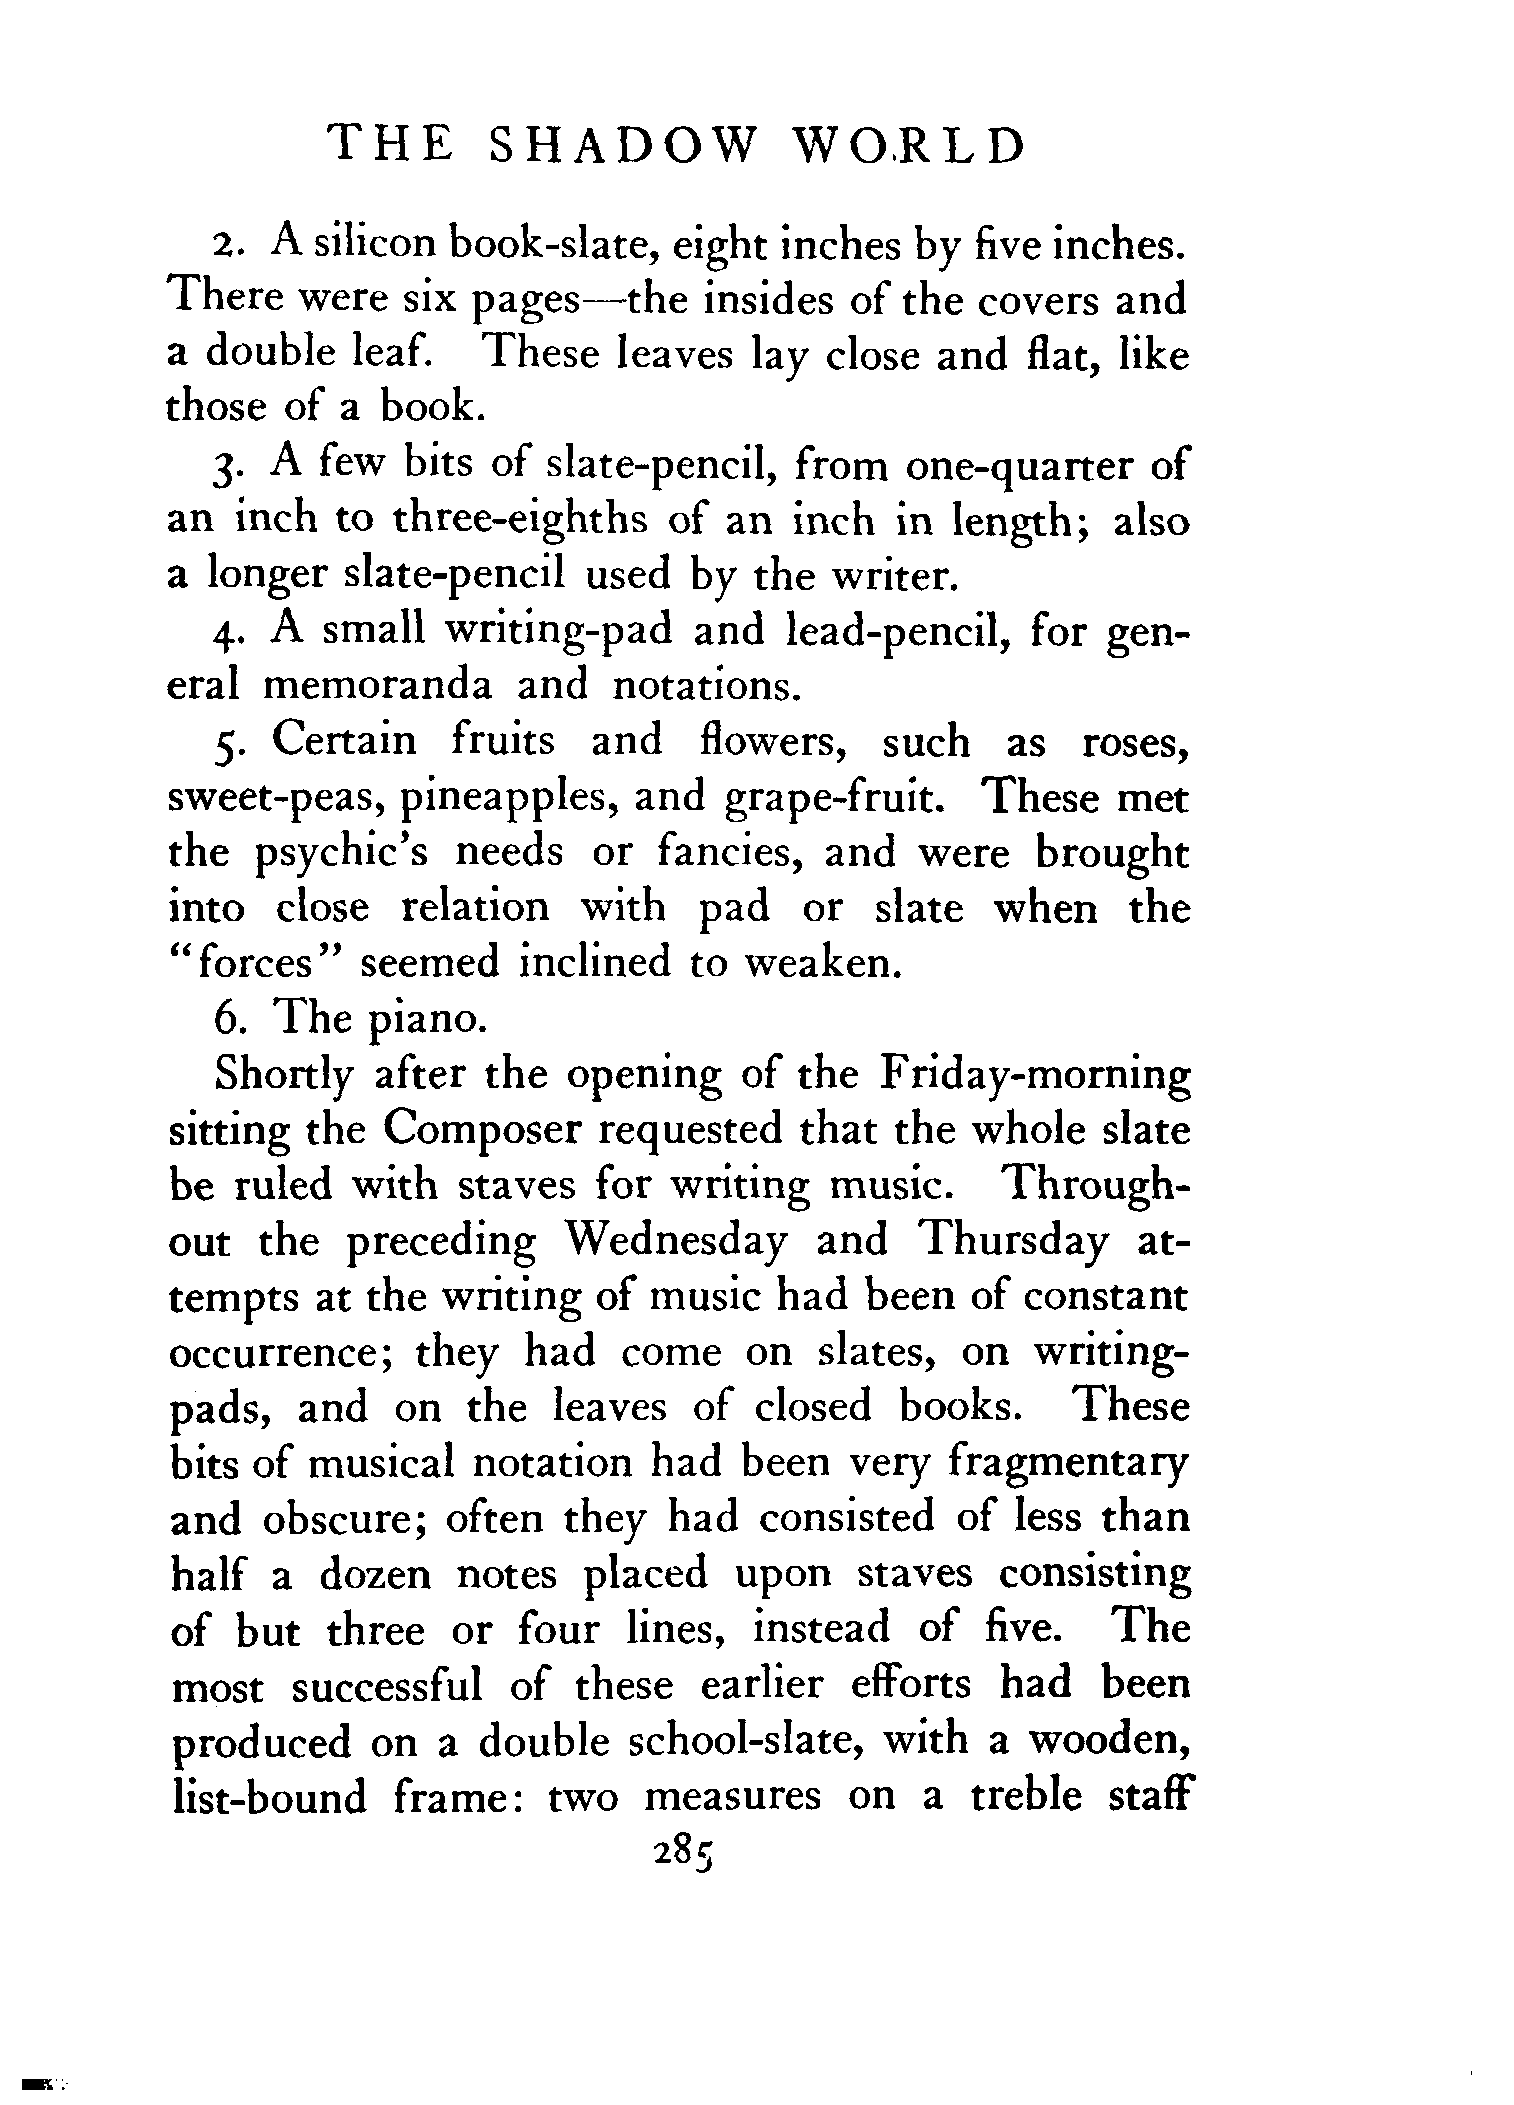 THE SHADOW WORLD
2. A silicon book-slate, eight inches by five inches.
There were six pages—the insides of the covers and
a double leaf. These leaves lay close and flat, like
those of a book.
3. A few bits of slate-pencil, from one-quarter of
an inch to three-eighths of an inch in length; also
a longer slate-pencil used by the writer.
4. A small writing-pad and lead-pencil, for gen-
eral memoranda and notations.
5. Certain fruits and flowers, such as roses,
sweet-peas, pineapples, and grape-fruit. These met
the psychic's needs or fancies, and were brought
into close relation with pad or slate when the
"forces" seemed inclined to weaken.
6. The piano.
Shortly after the opening of the Friday-morning
sitting the Composer requested that the whole slate
be ruled with staves for writing music. Through-
out the preceding Wednesday and Thursday at-
tempts at the writing of music had been of constant
occurrence; they had come on slates, on writing-
pads, and on the leaves of closed books. These
bits of musical notation had been very fragmentary
and obscure; often they had consisted of less than
half a dozen notes placed upon staves consisting
of but three or four lines, instead of five. The
most successful of these earlier efforts had been
produced on a double school-slate, with a wooden,
list-bound frame: two measures on a treble staff
285